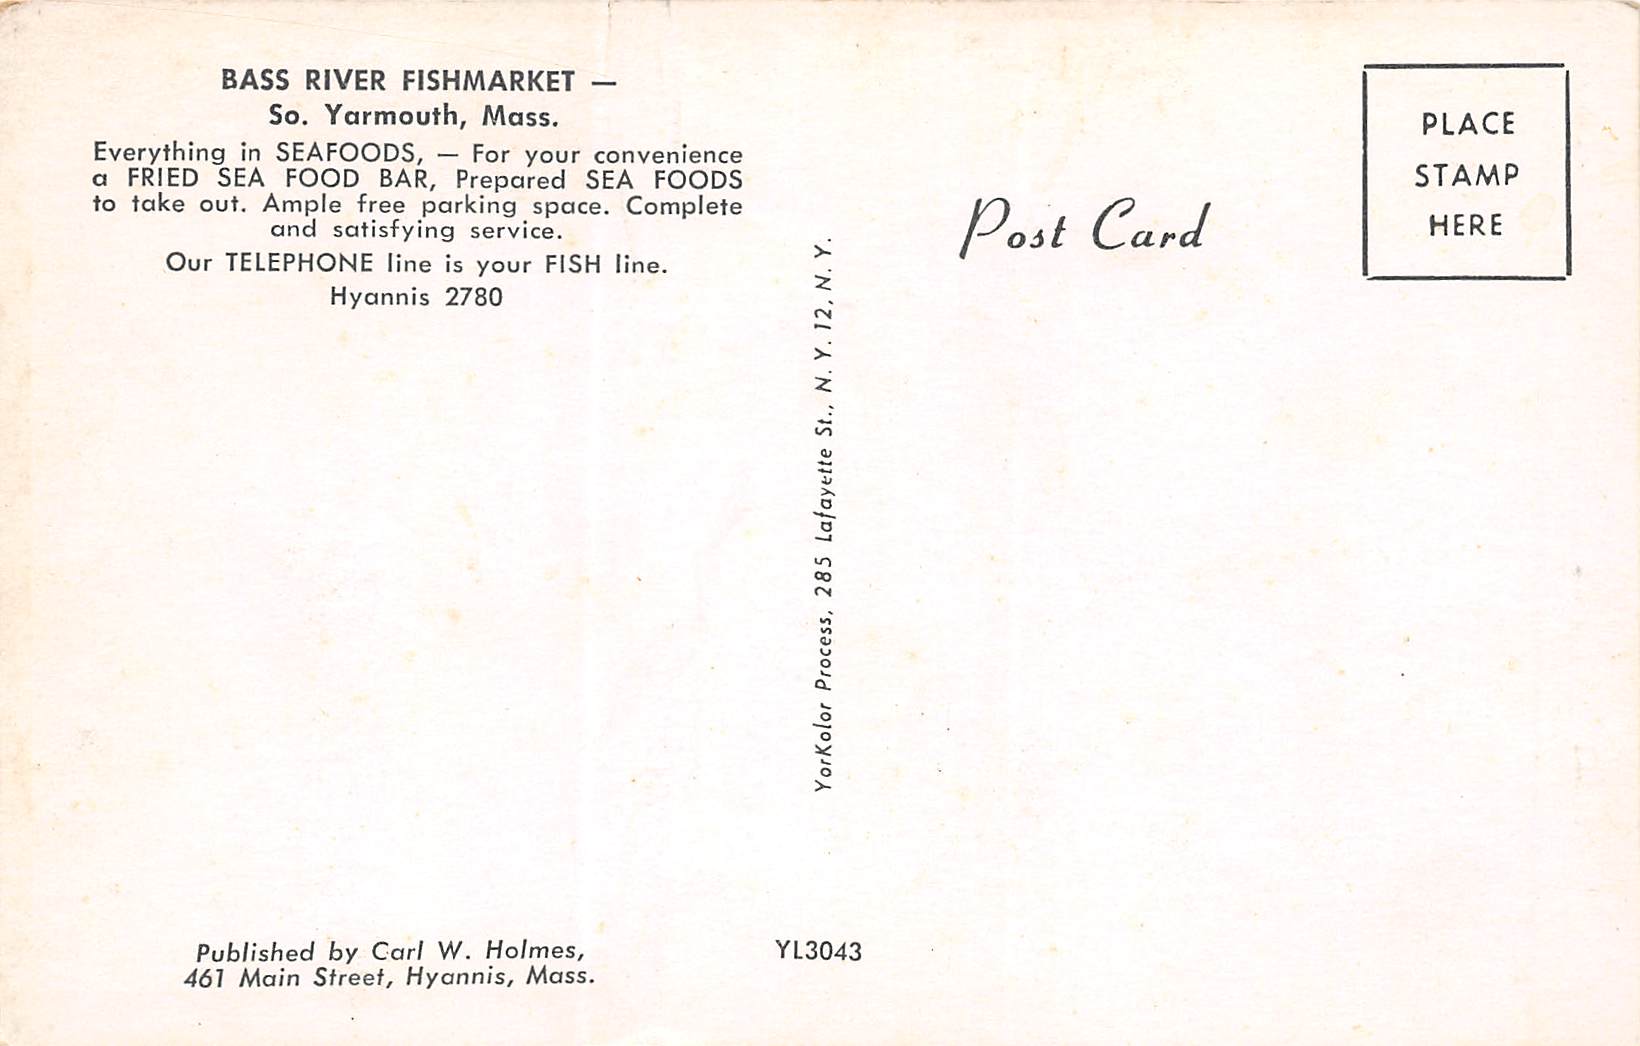 BASS RIVER FISHMARKET —
So. Yarmouth, Mass.
Everything in SEAFOODS, — For your convenience
a FRIED SEA FOOD BAR, Prepared SEA FOODS
to take out. Ample free parking space. Complete
and satisfying service.
Our TELEPHONE line is your FISH line.
Hyannis 2780
Published by Carl W. Holmes,
461 Main Street, Hyannis, Mass.
YorKolor Process, 285 Lafayette St., N. Y. 12, N. Y.
YL3043
Post Card
PLACE
STAMP
HERE